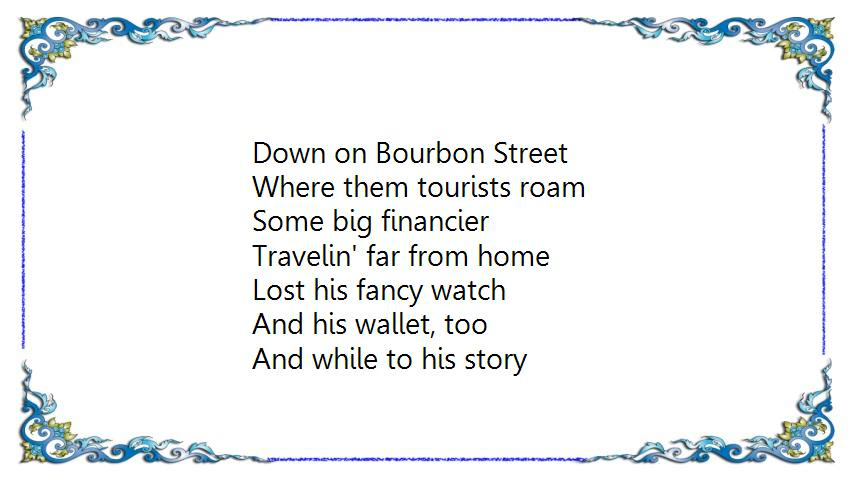 Down on Bourbon Street
Where them tourists roam
Some big financier
Travelin' far from home
Lost his fancy watch
And his wallet, too
And while to his story